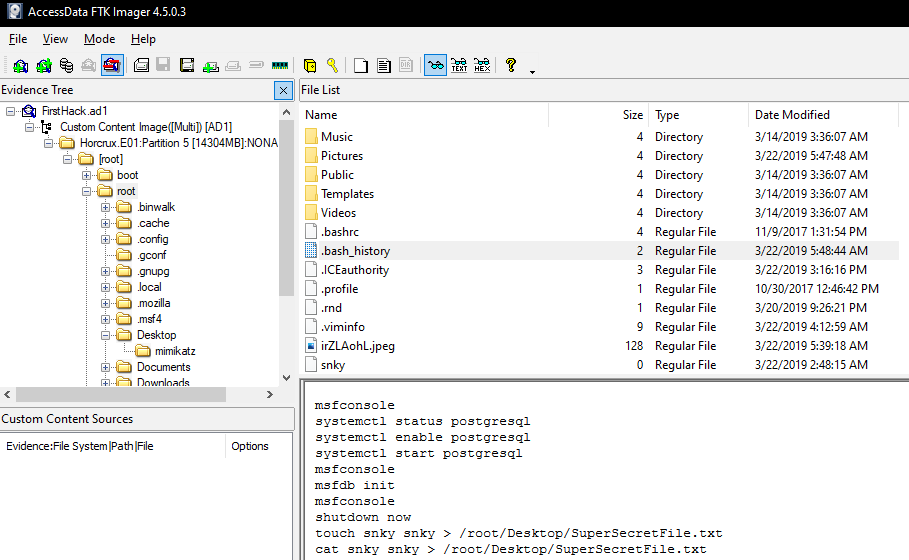 AccessData FTK Imager 4.5.0.3
File View Mode Help
TEXT HEX
Evidence Tree
FirstHack.ad1
Custom Content Image([Multi]) [AD1]
Horcrux.E01:Partition 5 [14304MB]:NONA
[root]
boot
root
.binwalk
.cache
.config
.gconf
.gnupg
.local
.mozilla
.msf4
Desktop
mimikatz
Documents
Downloads
Custom Content Sources
Evidence:File System|Path|File Options
File List
Name Size Type Date Modified
Music 4 Directory 3/14/2019 3:36:07 AM
Pictures 4 Directory 3/22/2019 5:47:48 AM
Public 4 Directory 3/14/2019 3:36:07 AM
Templates 4 Directory 3/14/2019 3:36:07 AM
Videos 4 Directory 3/14/2019 3:36:07 AM
.bashrc 4 Regular File 11/9/2017 1:31:54 PM
.bash_history 2 Regular File 3/22/2019 5:48:44 AM
.ICEauthority 3 Regular File 3/22/2019 3:16:16 PM
.profile 1 Regular File 10/30/2017 12:46:42 PM
.rnd 1 Regular File 3/20/2019 9:26:21 PM
.viminfo 9 Regular File 3/22/2019 4:12:59 AM
irZLAohL.jpeg 128 Regular File 3/22/2019 5:39:18 AM
snky 0 Regular File 3/22/2019 2:48:15 AM
msfconsole
systemctl status postgresql
systemctl enable postgresql
systemctl start postgresql
msfconsole
msfdb init
msfconsole
shutdown now
touch snky snky > /root/Desktop/SuperSecretFile.txt
cat snky snky > /root/Desktop/SuperSecretFile.txt